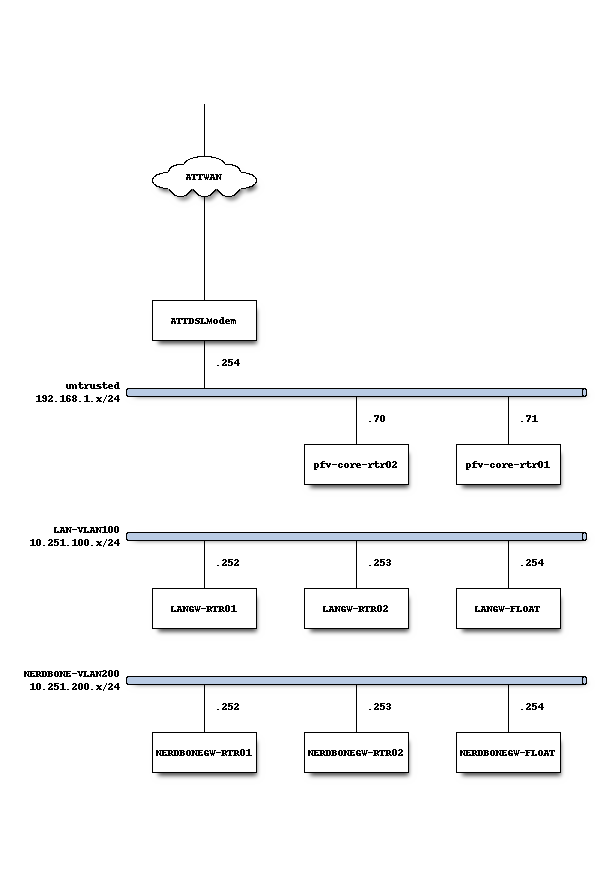 ATTWAN
ATTDSLModem
.254
untrusted
192.168.1.x/24
.70
.71
pfv-core-rtr02
pfv-core-rtr01
LAN-VLAN100
10.251.100.x/24
.252
.253
.254
LANGW-RTR01
LANGW-RTR02
LANGW-FLOAT
NERDBONE-VLAN200
10.251.200.x/24
.252
.253
.254
NERDBONEGW-RTR01
NERDBONEGW-RTR02
NERDBONEGW-FLOAT